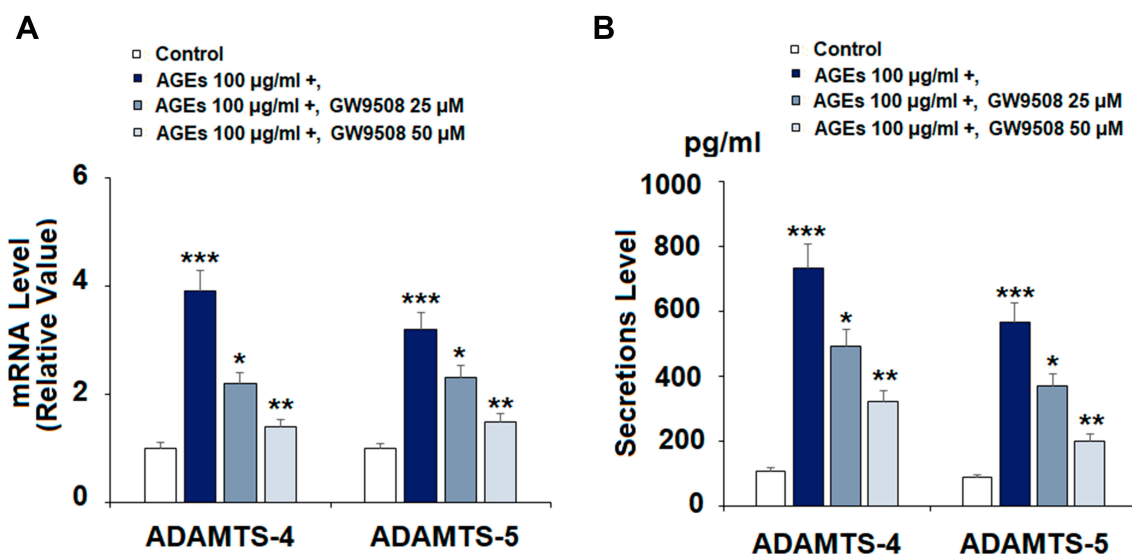 A
Control
AGEs 100 µg/ml +,
AGEs 100 µg/ml +, GW9508 25 µM
AGEs 100 µg/ml +, GW9508 50 µM
mRNA Level
(Relative Value)
6
4
2
0
***
*
**
***
*
**
ADAMTS-4
ADAMTS-5
B
Control
AGEs 100 µg/ml +,
AGEs 100 µg/ml +, GW9508 25 µM
AGEs 100 µg/ml +, GW9508 50 µM
pg/ml
Secretions Level
1000
800
600
400
200
0
***
*
**
***
*
**
ADAMTS-4
ADAMTS-5